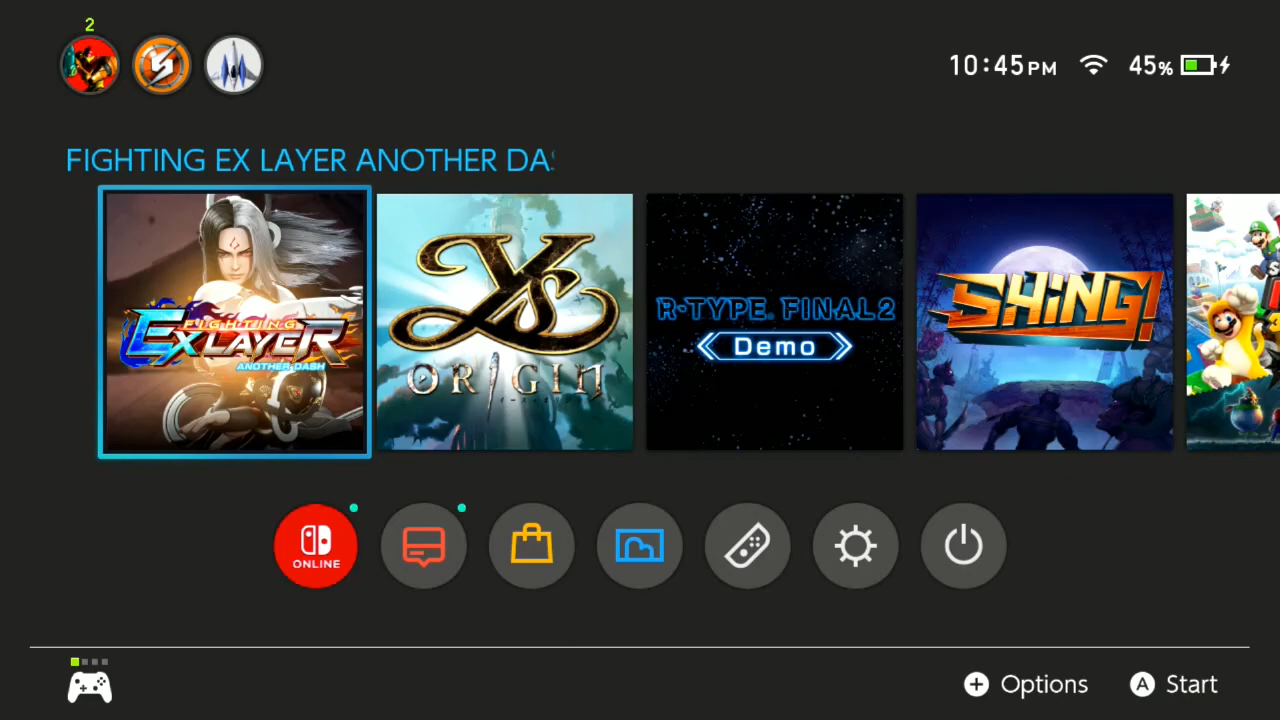 2
10:45PM
45%
FIGHTING EX LAYER ANOTHER DA
FIGHTING
EXLAYER
ANOTHER DASH
Ys
ORIGIN
R-TYPE FINAL 2
Demo
SHiNG!
ONLINE
+ Options
A Start